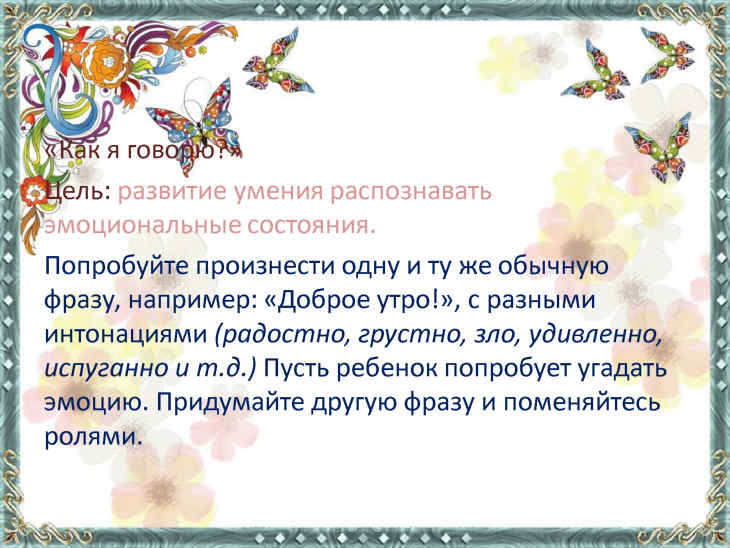 «Как я говорю?»
Цель: развитие умения распознавать
эмоциональные состояния.
Попробуйте произнести одну и ту же обычную
фразу, например: «Доброе утро!», с разными
интонациями (радостно, грустно, зло, удивленно,
испуганно и т.д.) Пусть ребенок попробует угадать
эмоцию. Придумайте другую фразу и поменяйтесь
ролями.